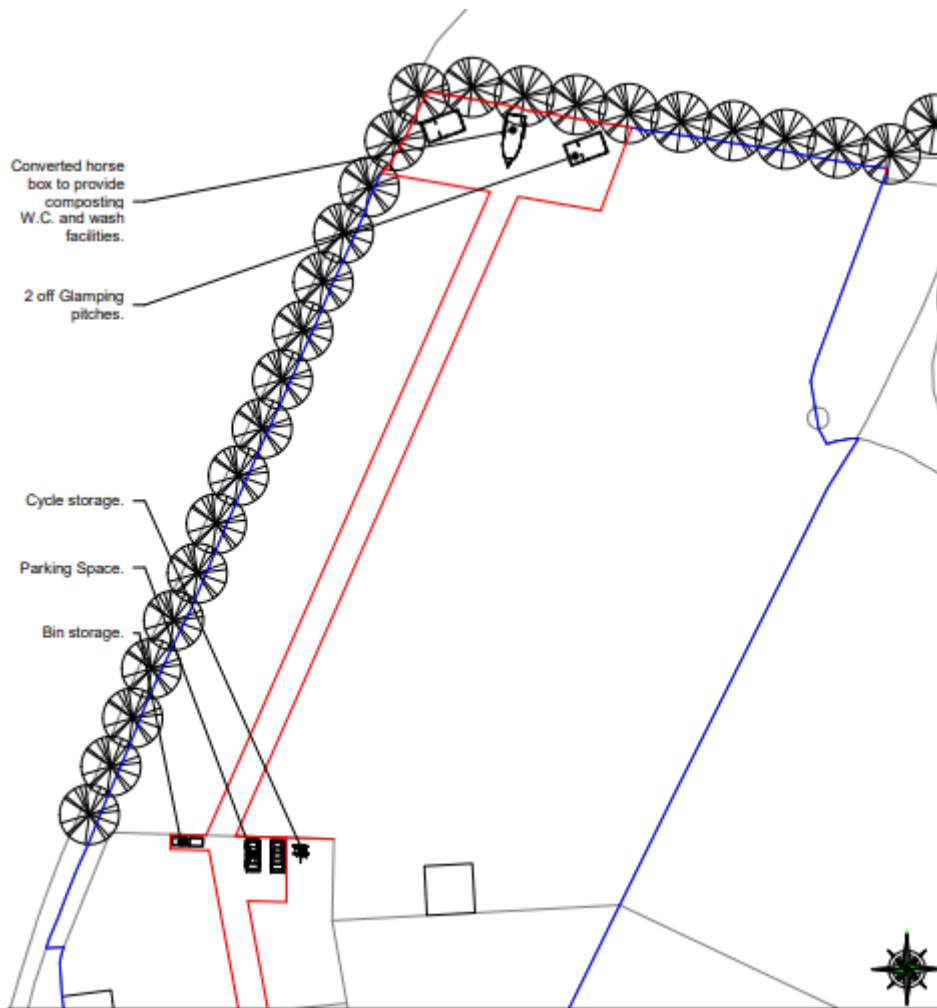 Converted horse
box to provide
composting
W.C. and wash
facilities.
2 off Glamping
pitches.
Cycle storage.
Parking Space.
Bin storage.